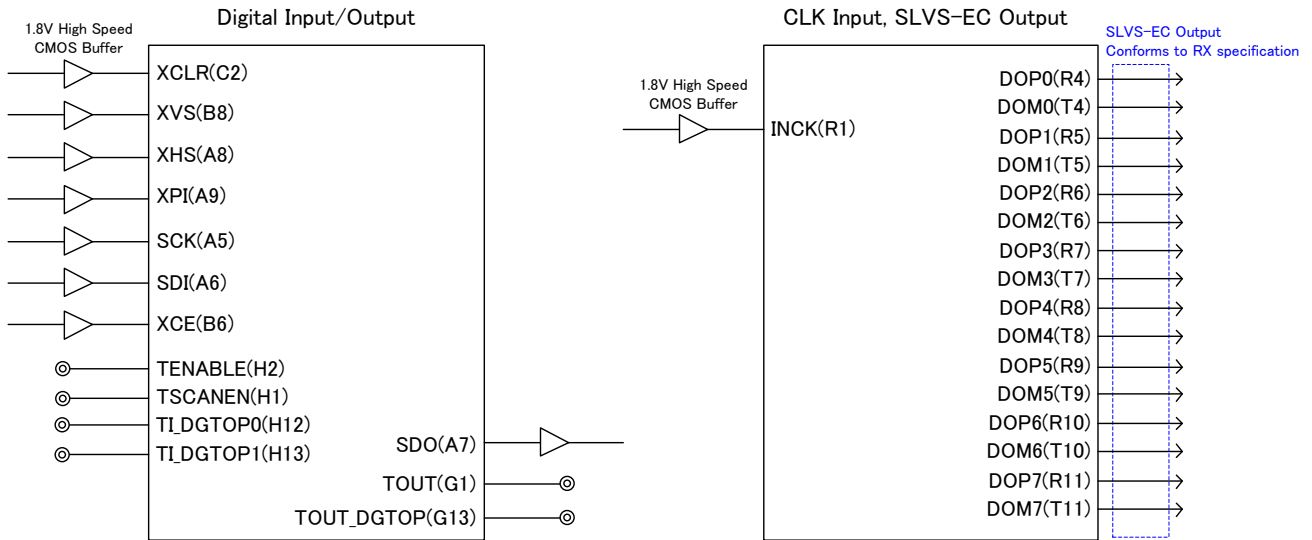 Digital Input/Output
1.8V High Speed
CMOS Buffer
XCLR(C2)
XVS(B8)
XHS(A8)
XPI(A9)
SCK(A5)
SDI(A6)
XCE(B6)
TENABLE(H2)
TSCANEN(H1)
TI_DGTOP0(H12)
TI_DGTOP1(H13)
SDO(A7)
TOUT(G1)
TOUT_DGTOP(G13)
CLK Input, SLVS-EC Output
1.8V High Speed
CMOS Buffer
INCK(R1)
SLVS-EC Output
Conforms to RX specification
DOP0(R4)
DOM0(T4)
DOP1(R5)
DOM1(T5)
DOP2(R6)
DOM2(T6)
DOP3(R7)
DOM3(T7)
DOP4(R8)
DOM4(T8)
DOP5(R9)
DOM5(T9)
DOP6(R10)
DOM6(T10)
DOP7(R11)
DOM7(T11)